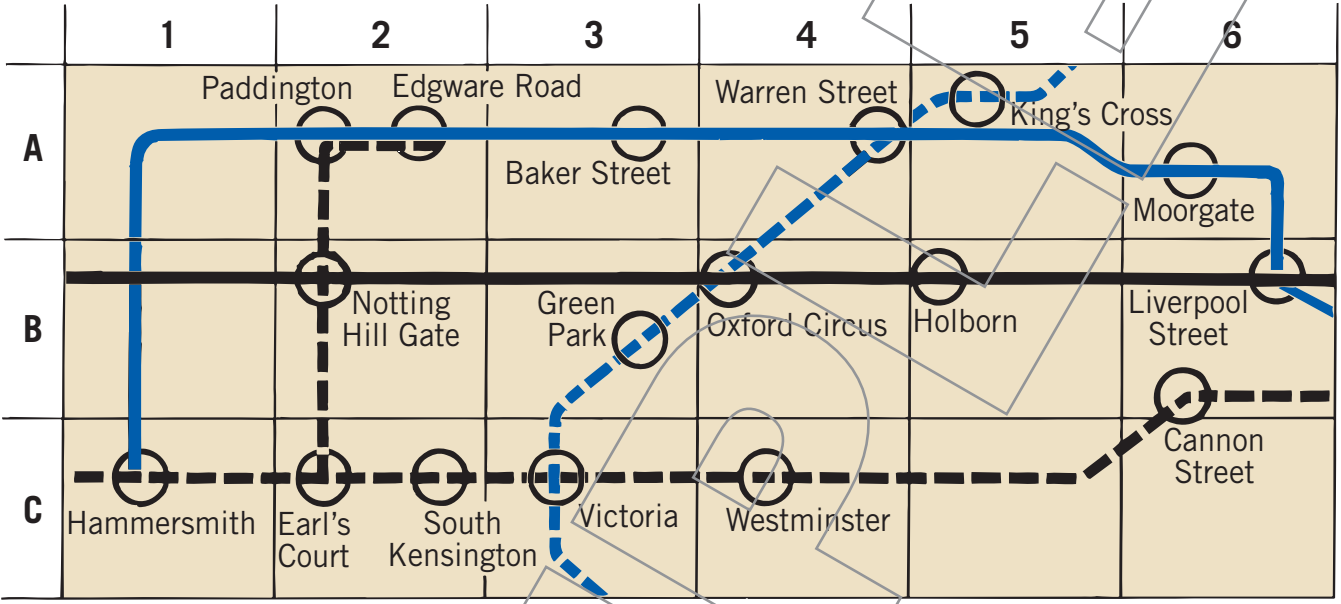 1 2 3 4 5 6
A
Paddington
Edgware Road
Baker Street
Warren Street
King's Cross
Moorgate
B
Notting
Hill Gate
Green
Park
Oxford Circus
Holborn
Liverpool
Street
C
Hammersmith
Earl's
Court
South
Kensington
Victoria
Westminster
Cannon
Street